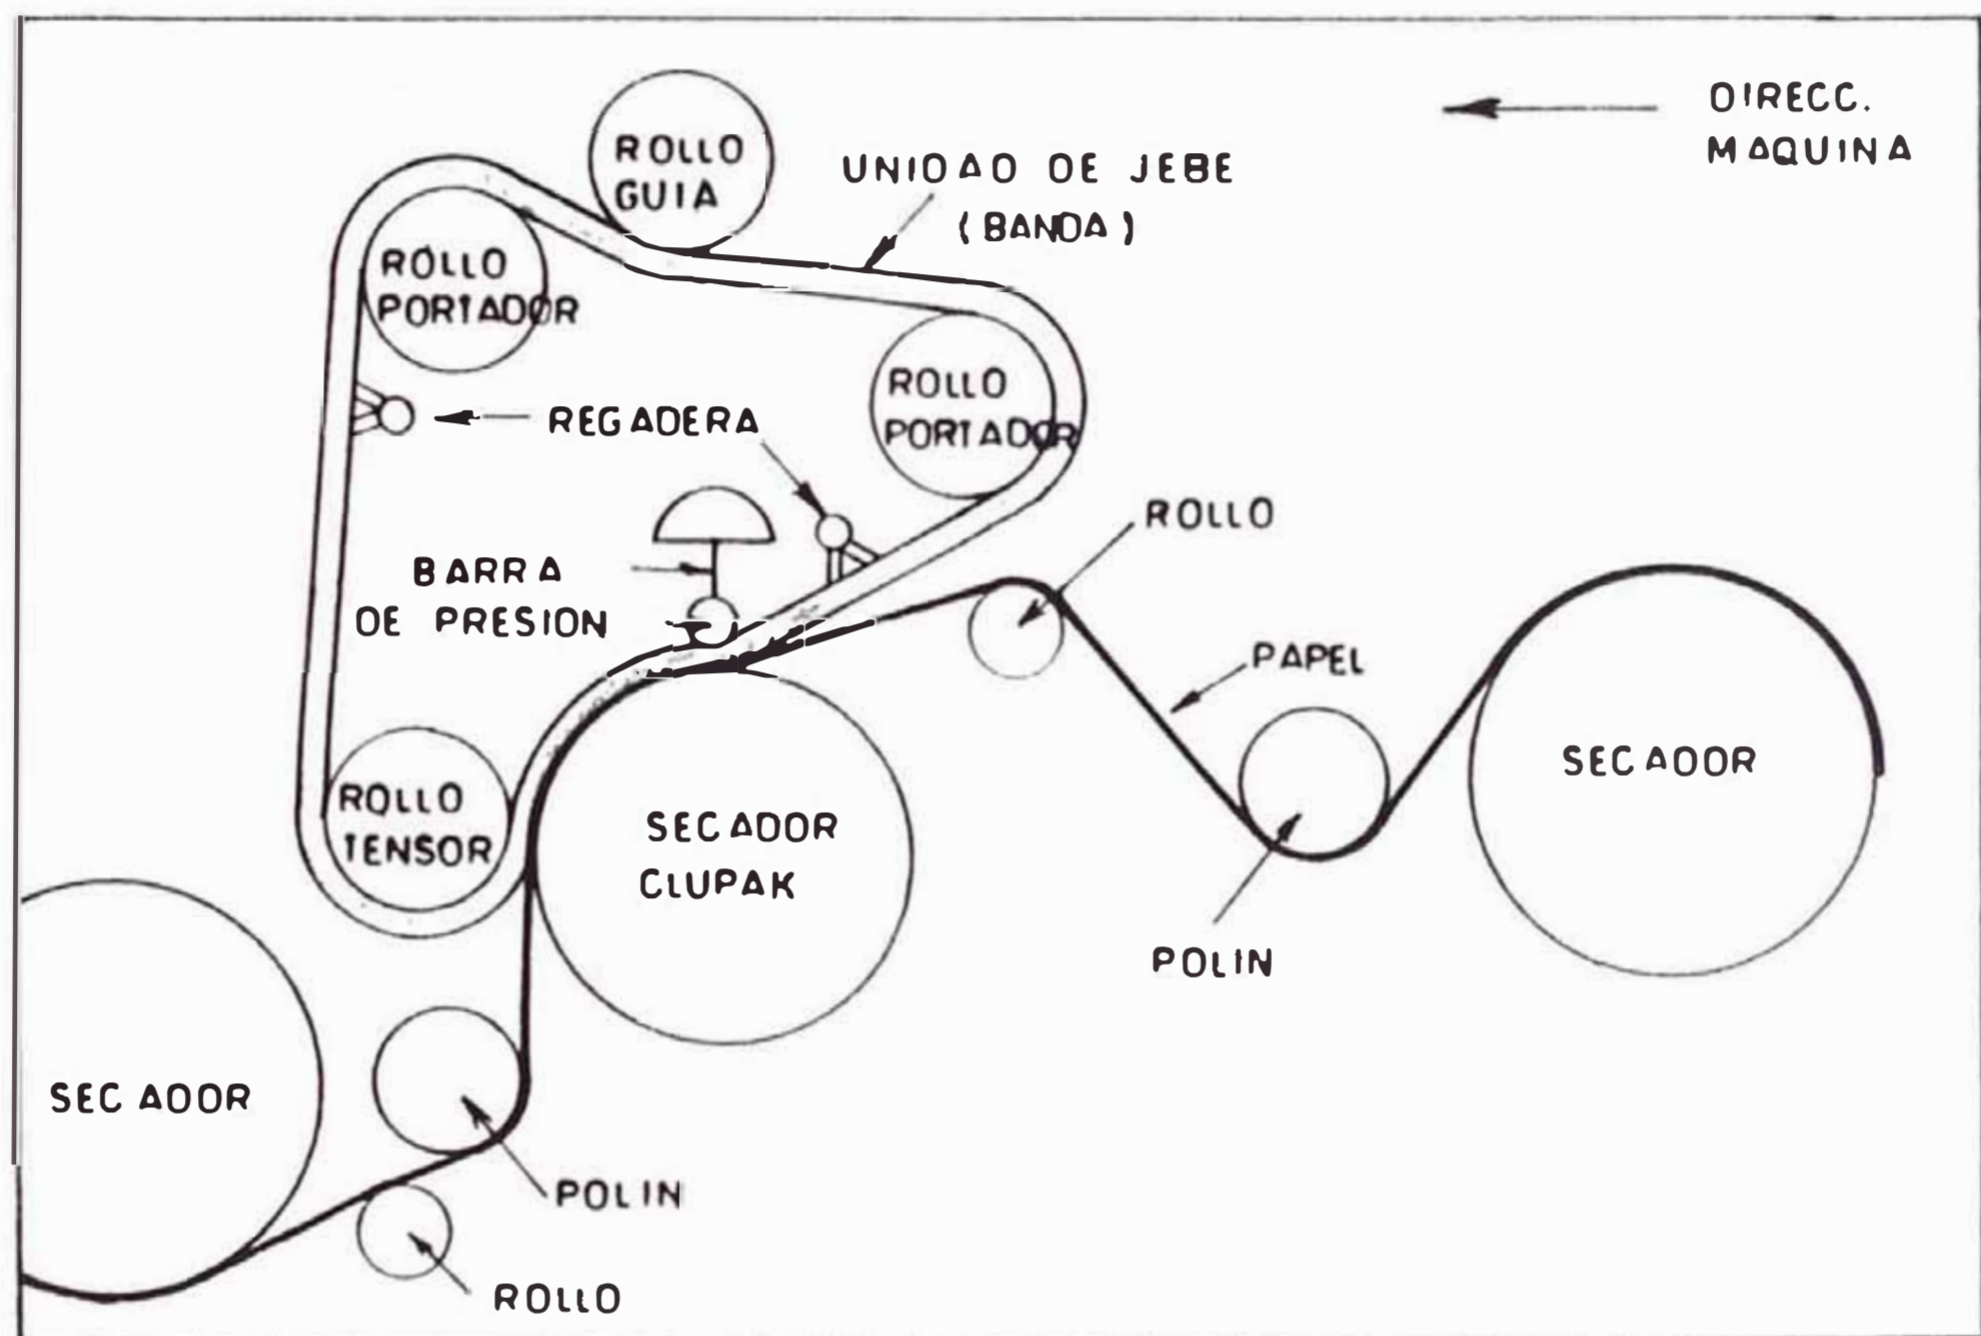 DIRECC.
MAQUINA
ROLLO
GUIA
UNIDAD DE JEBE
(BANDA)
ROLLO
PORTADOR
ROLLO
PORTADOR
REGADERA
ROLLO
BARRA
DE PRESION
PAPEL
SECADOR
ROLLO
TENSOR
SECADOR
CLUPAK
POLIN
SECADOR
POLIN
ROLLO